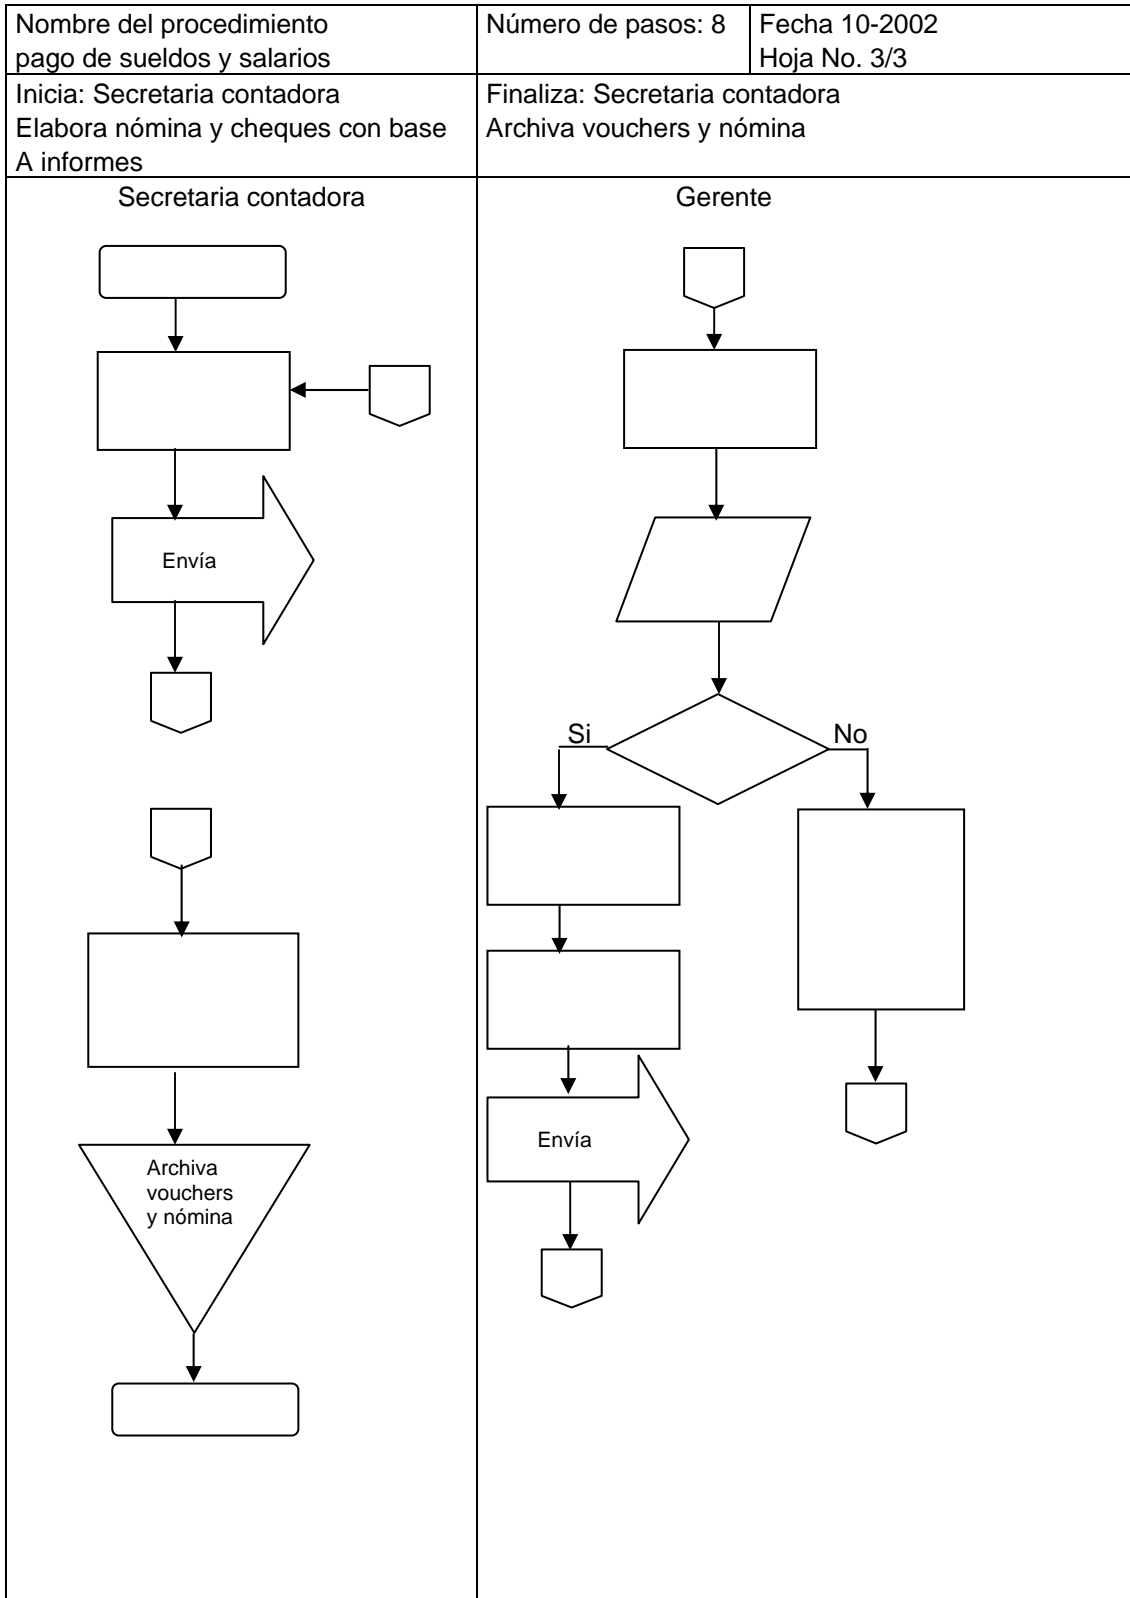 Nombre del procedimiento
pago de sueldos y salarios
Número de pasos: 8
Fecha 10-2002
Hoja No. 3/3
Inicia: Secretaria contadora
Elabora nómina y cheques con base
A informes
Finaliza: Secretaria contadora
Archiva vouchers y nómina
Secretaria contadora
Gerente
Envía
Si
No
Envía
Archiva
vouchers
y nómina